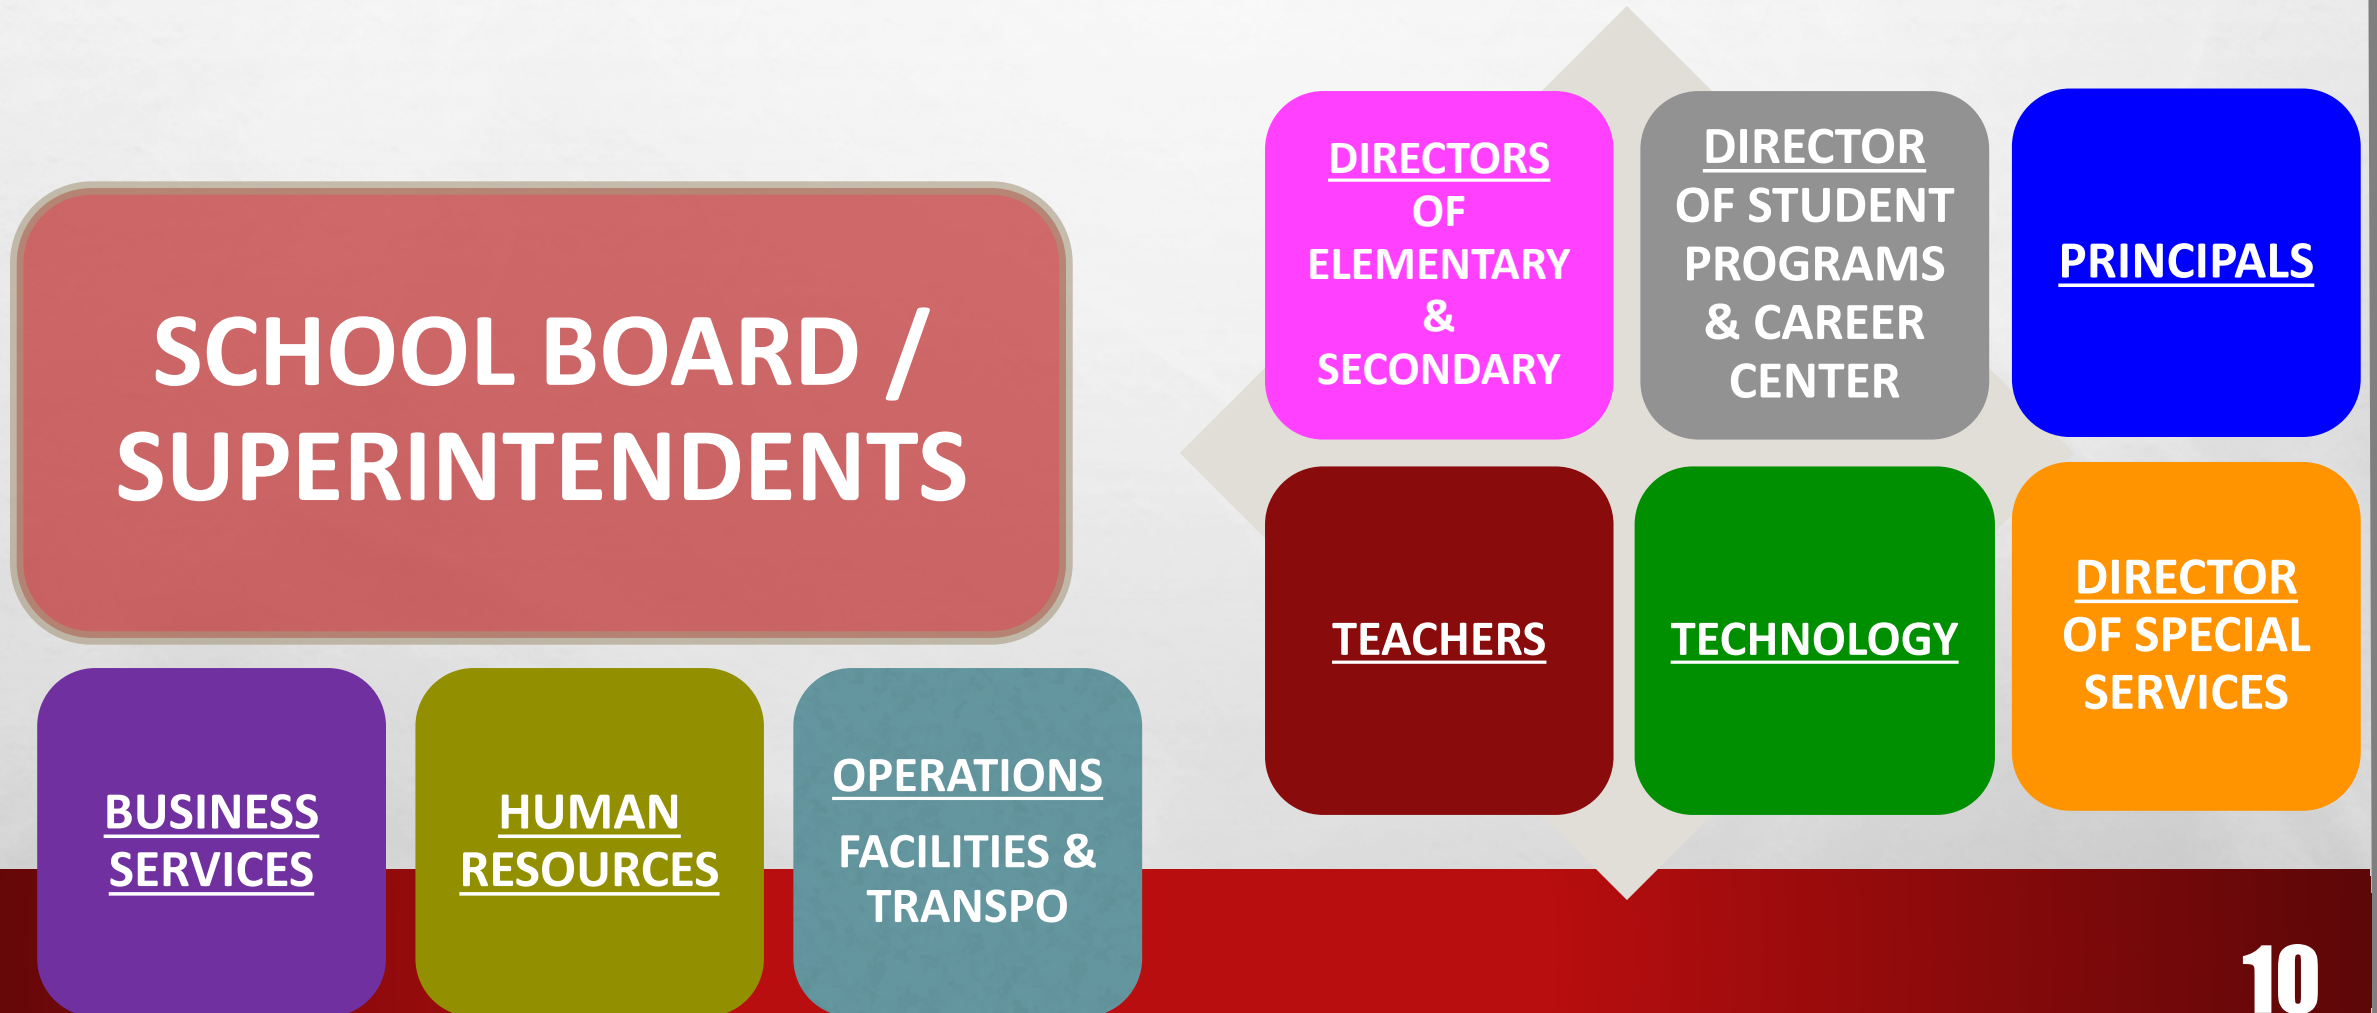 SCHOOL BOARD /
SUPERINTENDENTS
BUSINESS
SERVICES
HUMAN
RESOURCES
OPERATIONS
FACILITIES &
TRANSPO
DIRECTORS
OF
ELEMENTARY
&
SECONDARY
DIRECTOR
OF STUDENT
PROGRAMS
& CAREER
CENTER
PRINCIPALS
TEACHERS
TECHNOLOGY
DIRECTOR
OF SPECIAL
SERVICES
10